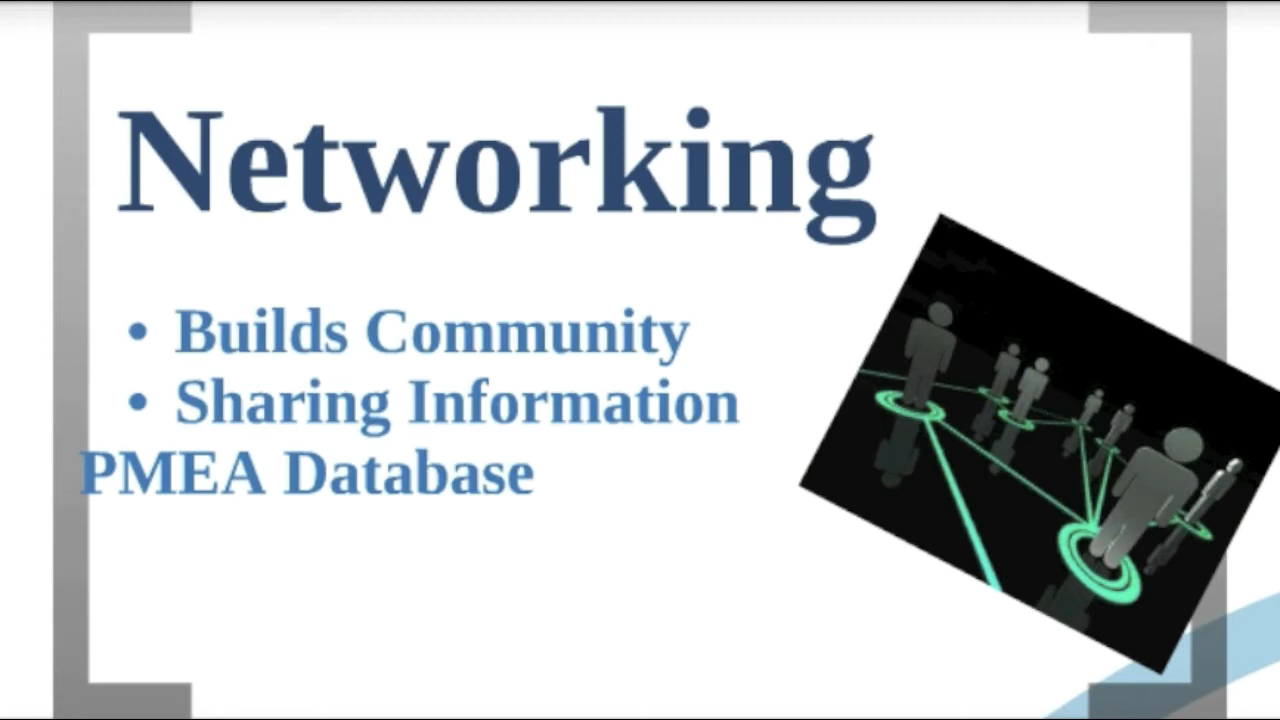 Networking
• Builds Community
• Sharing Information
PMEA Database